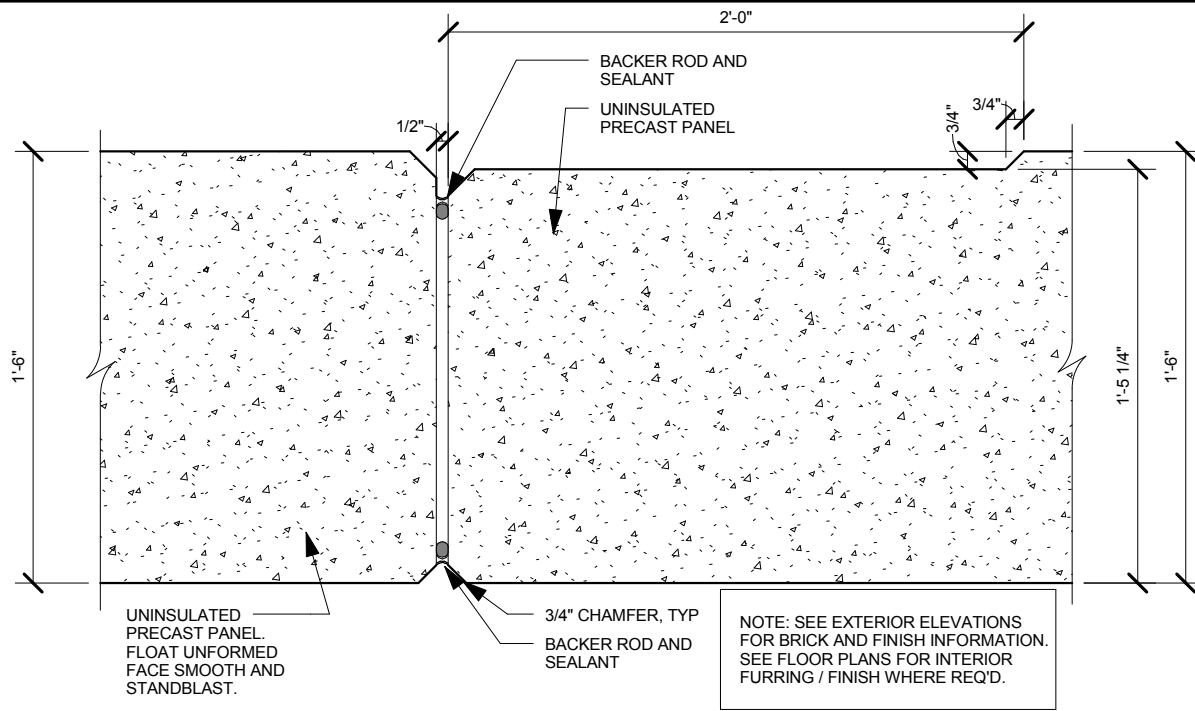 2'-0"
BACKER ROD AND
SEALANT
UNINSULATED
PRECAST PANEL
1/2"
3/4"
3/4"
1'-6"
1'-5 1/4"
1'-6"
UNINSULATED
PRECAST PANEL.
FLOAT UNFORMED
FACE SMOOTH AND
STANDBLAST.
3/4" CHAMFER, TYP
BACKER ROD AND
SEALANT
NOTE: SEE EXTERIOR ELEVATIONS
FOR BRICK AND FINISH INFORMATION.
SEE FLOOR PLANS FOR INTERIOR
FURRING / FINISH WHERE REQ'D.